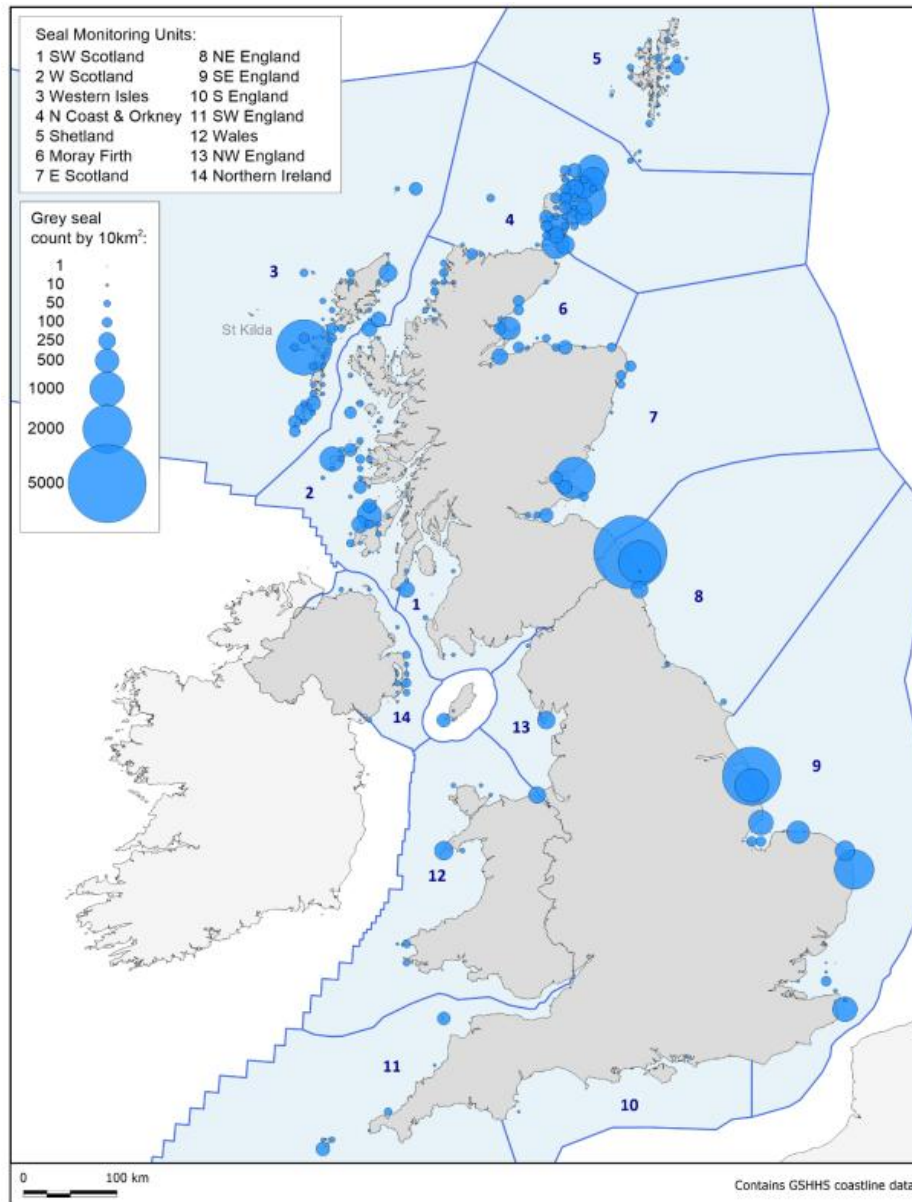 Seal Monitoring Units:
1 SW Scotland 8 NE England
2 W Scotland 9 SE England
3 Western Isles 10 S England
4 N Coast & Orkney 11 SW England
5 Shetland 12 Wales
6 Moray Firth 13 NW England
7 E Scotland 14 Northern Ireland
Grey seal
count by 10km²:
1
10
50
100
250
500
1000
2000
5000
5
4
3
6
St Kilda
7
2
1
8
14
13
9
12
11
10
0 100 km
Contains GSHHS coastline data